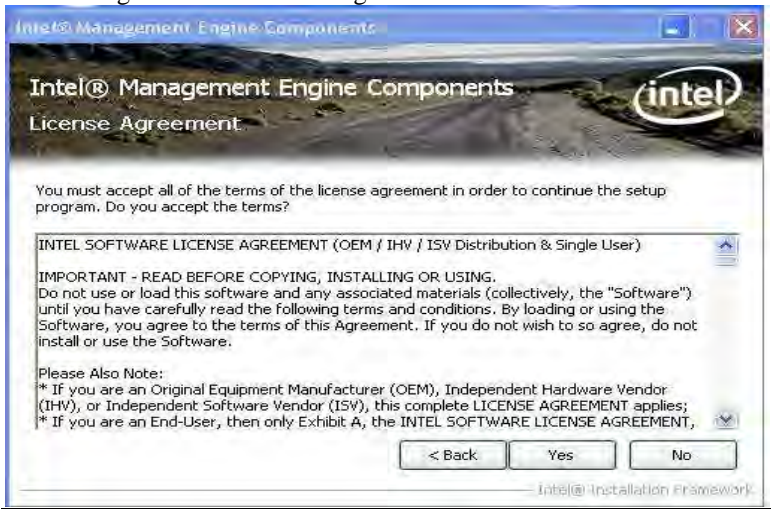 Intel® Management Engine Components
Intel® Management Engine Components
intel
License Agreement
You must accept all of the terms of the license agreement in order to continue the setup
program. Do you accept the terms?
INTEL SOFTWARE LICENSE AGREEMENT (OEM / IHV / ISV Distribution & Single User)
IMPORTANT - READ BEFORE COPYING, INSTALLING OR USING.
Do not use or load this software and any associated materials (collectively, the "Software")
until you have carefully read the following terms and conditions. By loading or using the
Software, you agree to the terms of this Agreement. If you do not wish to so agree, do not
install or use the Software.
Please Also Note:
* If you are an Original Equipment Manufacturer (OEM), Independent Hardware Vendor
(IHV), or Independent Software Vendor (ISV), this complete LICENSE AGREEMENT applies;
* If you are an End-User, then only Exhibit A, the INTEL SOFTWARE LICENSE AGREEMENT,
< Back Yes No
Intel® Installation Framework